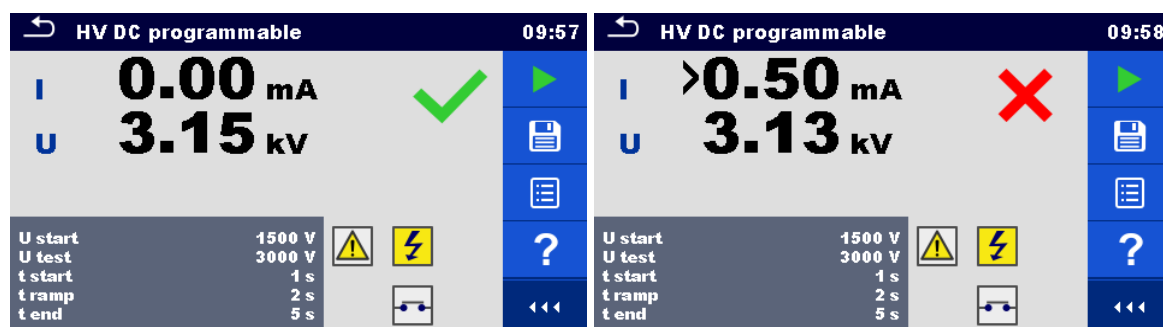 HV DC programmable 09:57
I 0.00 mA
U 3.15 kV
U start 1500 V
U test 3000 V
t start 1 s
t ramp 2 s
t end 5 s
?
HV DC programmable 09:58
I >0.50 mA
U 3.13 kV
U start 1500 V
U test 3000 V
t start 1 s
t ramp 2 s
t end 5 s
?